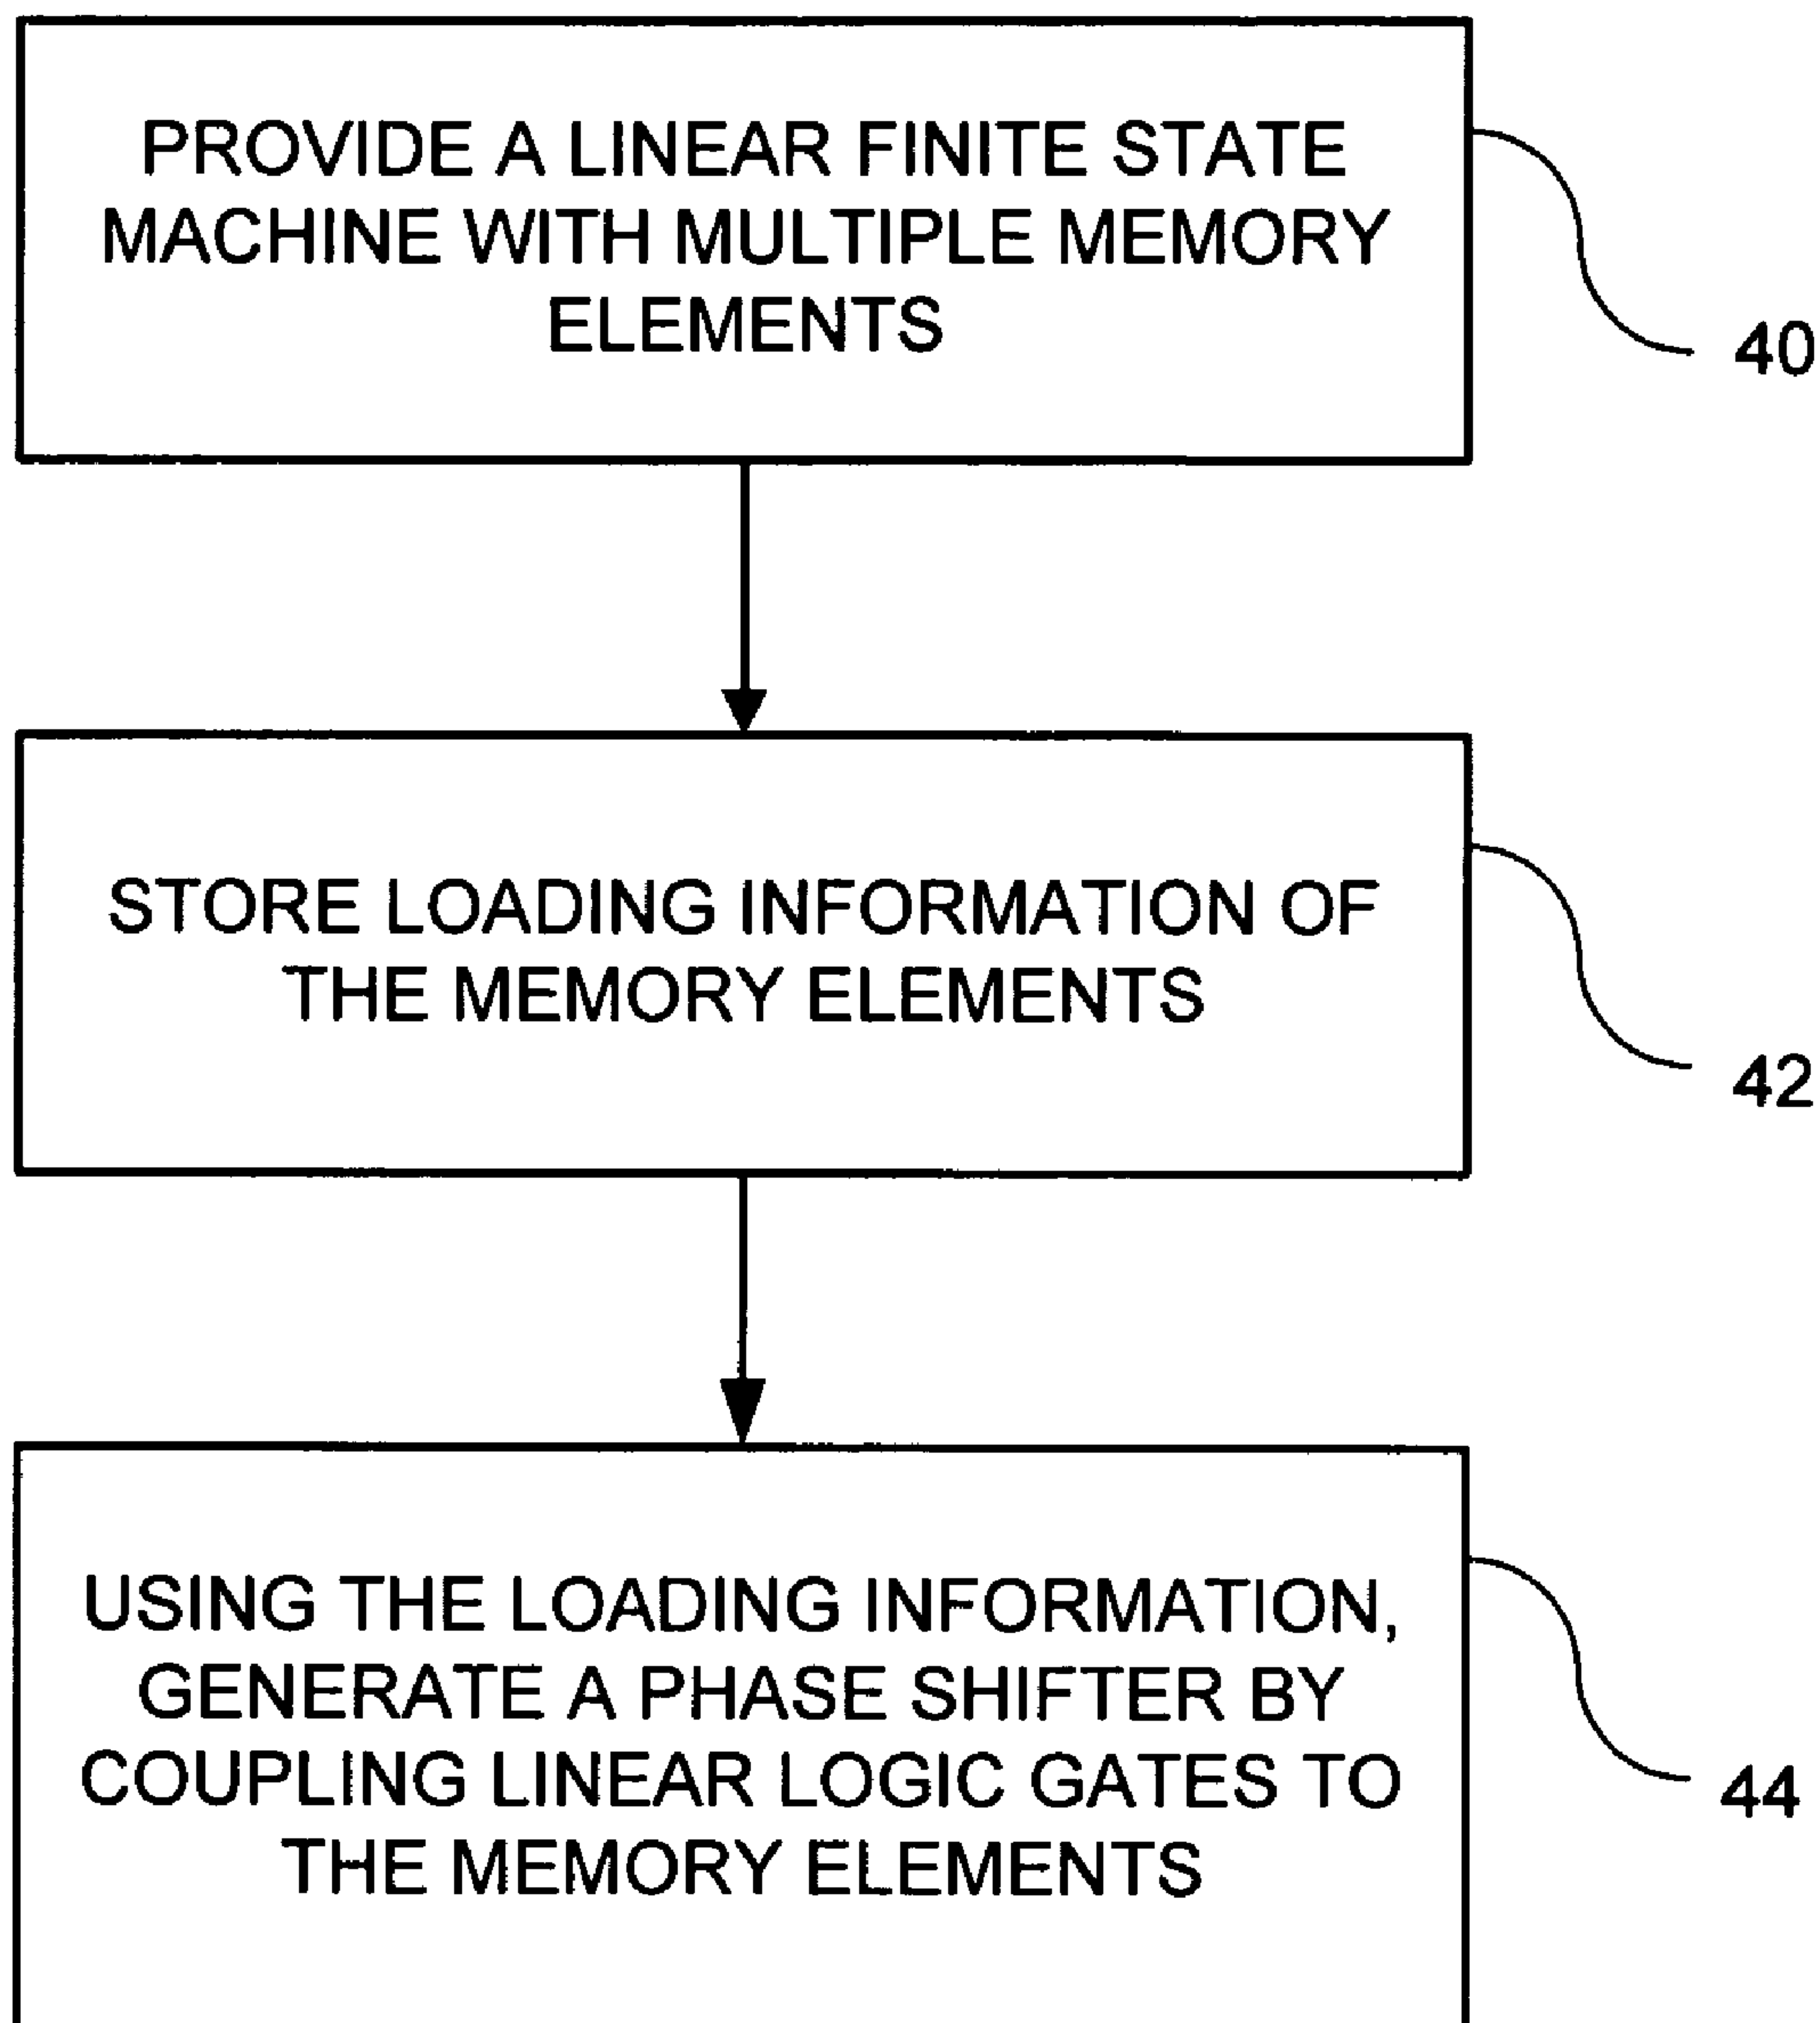 PROVIDE A LINEAR FINITE STATE
MACHINE WITH MULTIPLE MEMORY
ELEMENTS
40
STORE LOADING INFORMATION OF
THE MEMORY ELEMENTS
42
USING THE LOADING INFORMATION,
GENERATE A PHASE SHIFTER BY
COUPLING LINEAR LOGIC GATES TO
THE MEMORY ELEMENTS
44